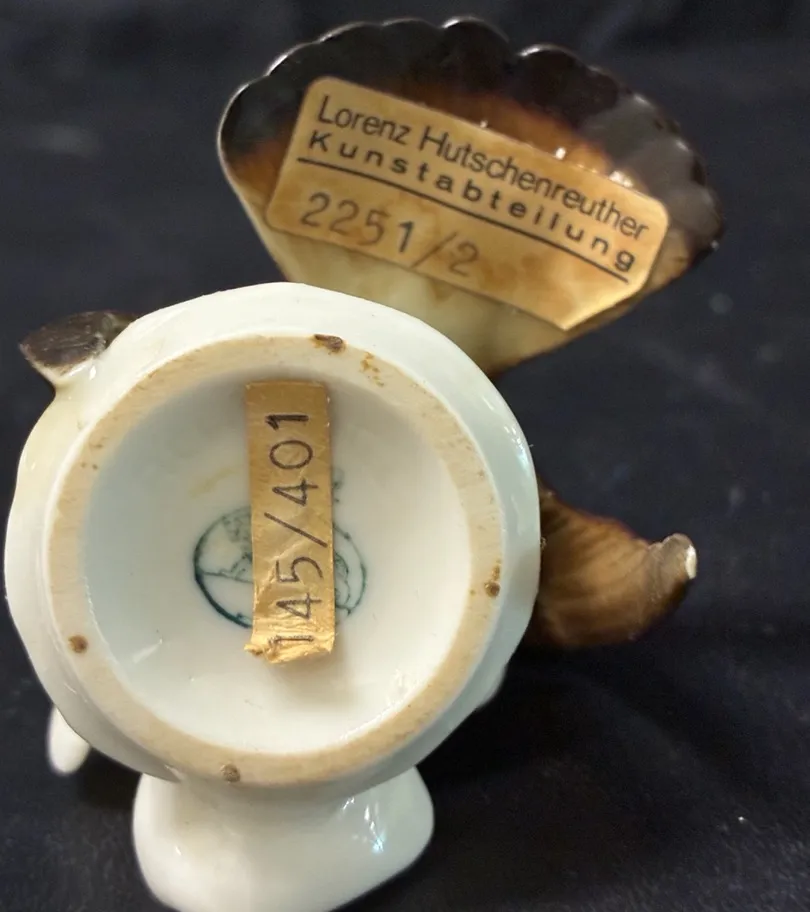 Lorenz Hutschenreuther
Kunstabteilung
2251/2
145/401